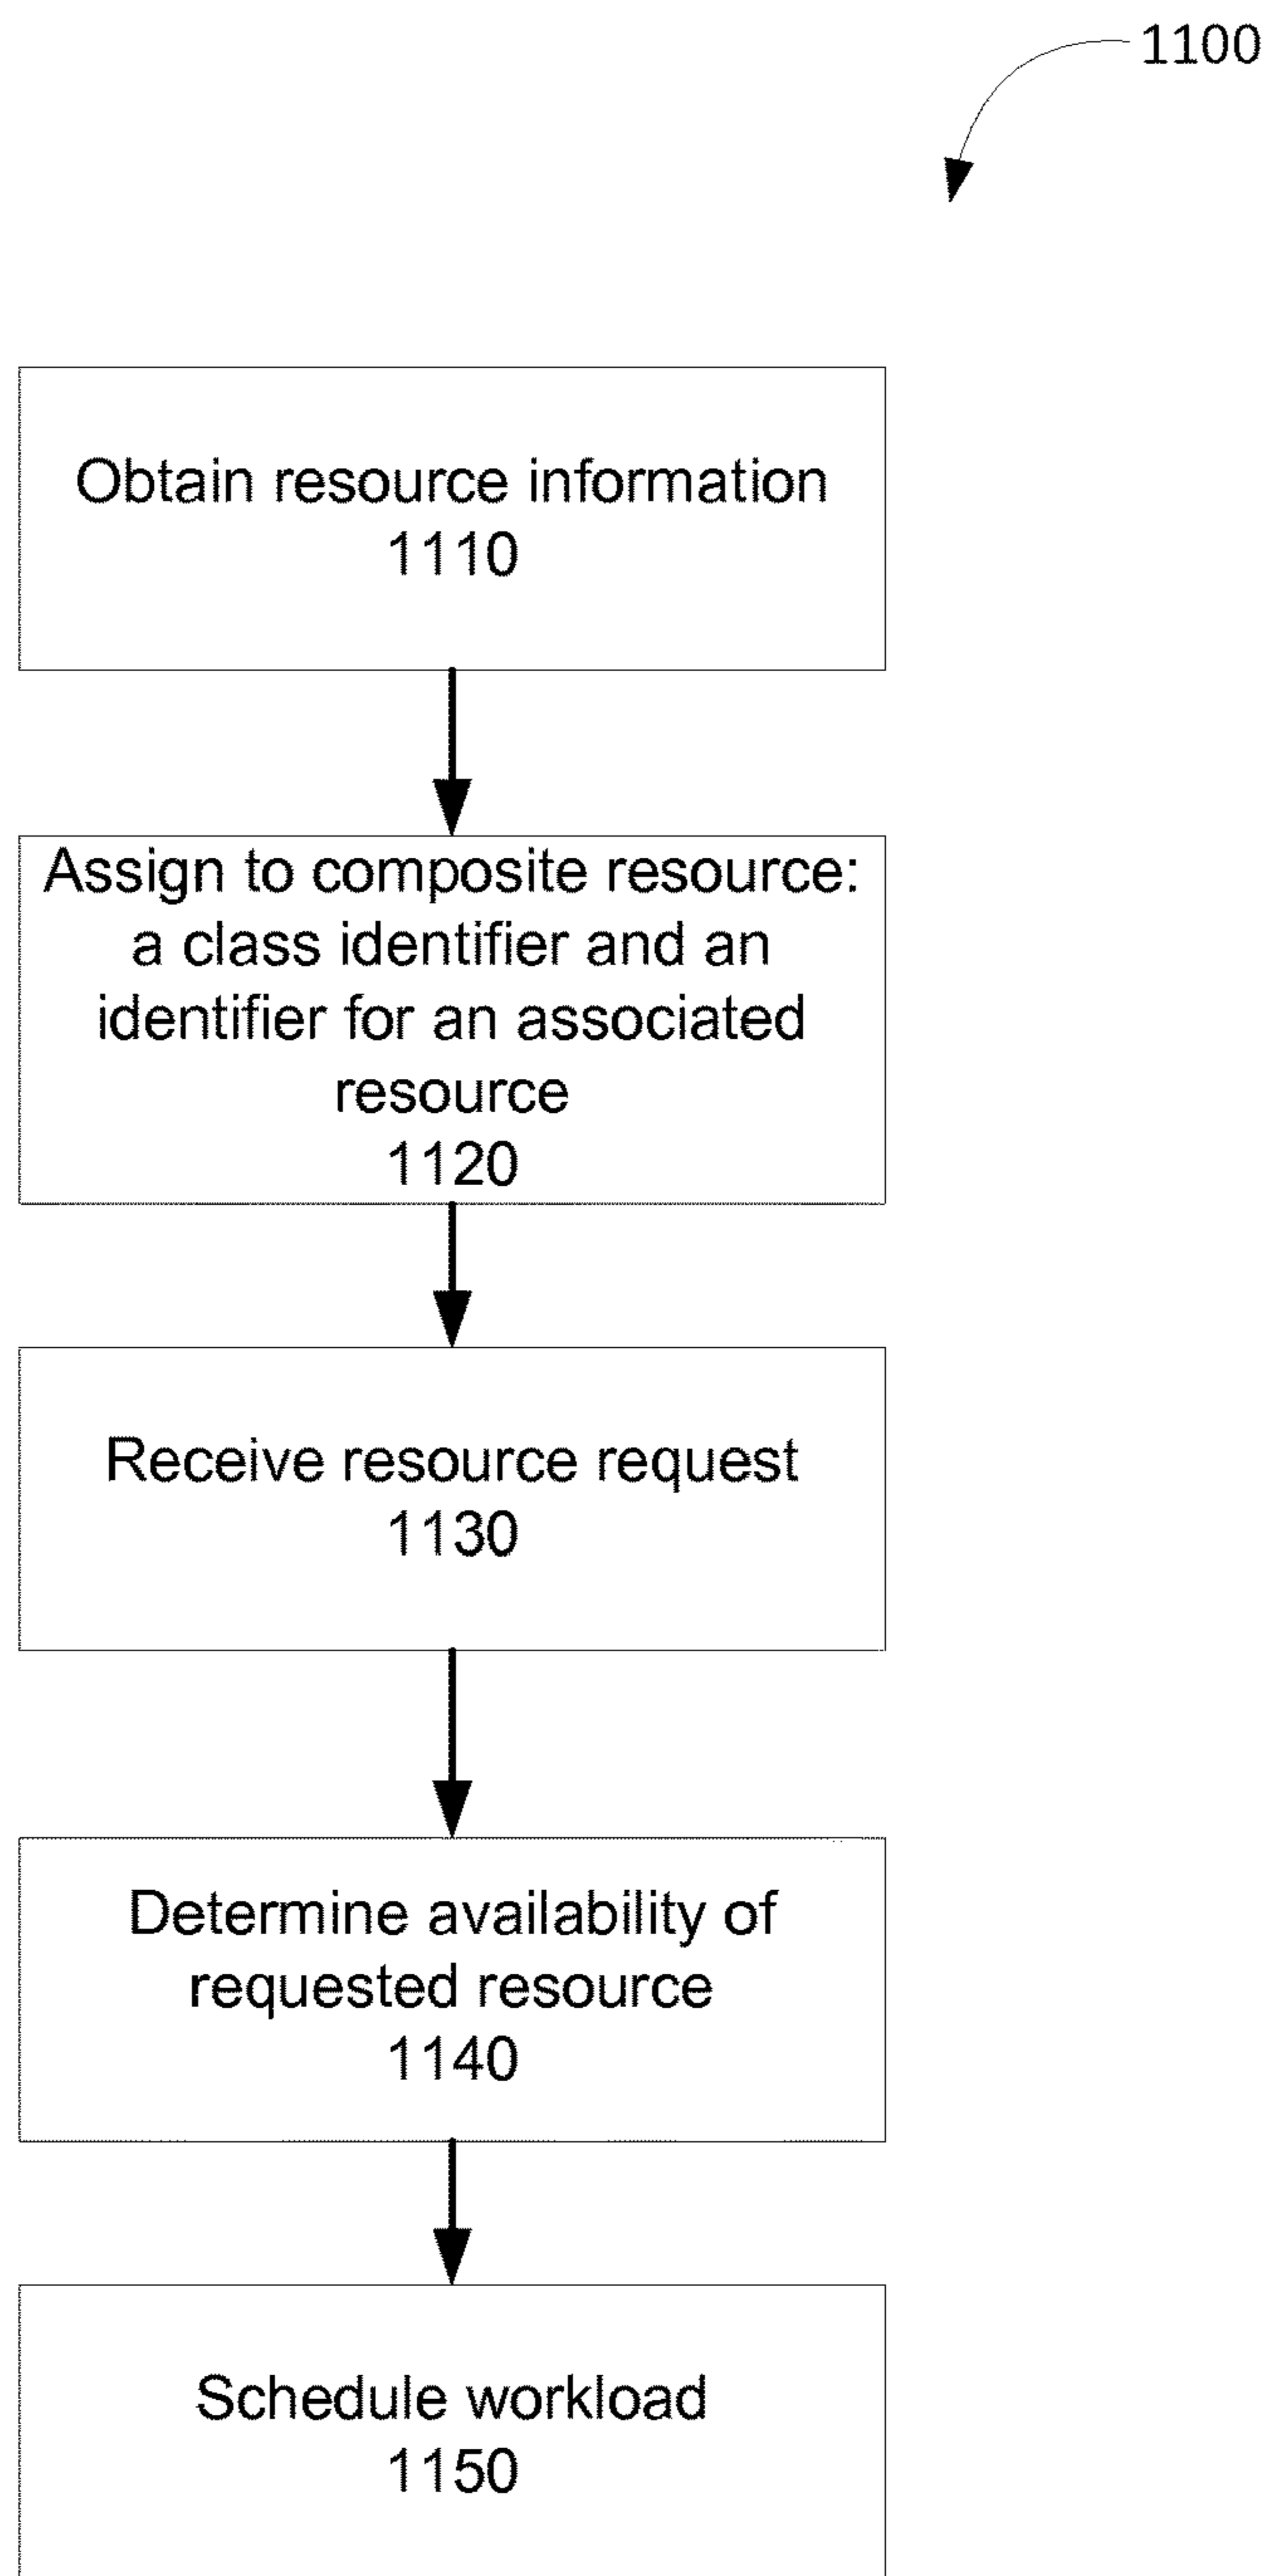 1100
Obtain resource information
1110
Assign to composite resource:
a class identifier and an
identifier for an associated
resource
1120
Receive resource request
1130
Determine availability of
requested resource
1140
Schedule workload
1150